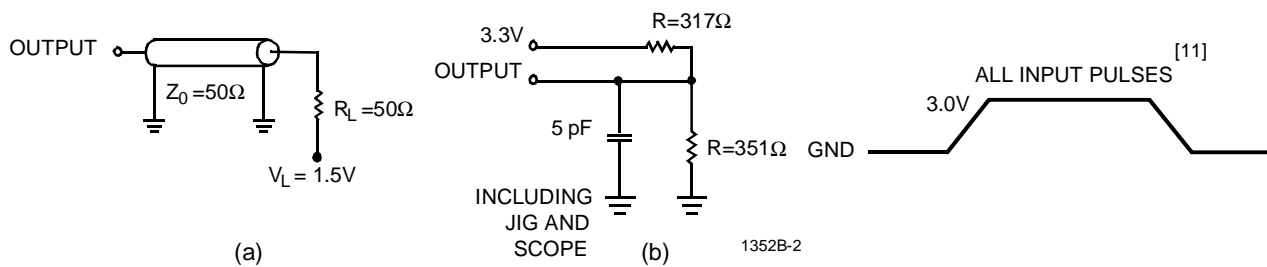 OUTPUT
Z0 =50Ω
RL =50Ω
VL = 1.5V
(a)
R=317Ω
3.3V
OUTPUT
5 pF
R=351Ω
INCLUDING
JIG AND
SCOPE
(b)
1352B-2
ALL INPUT PULSES[11]
3.0V
GND